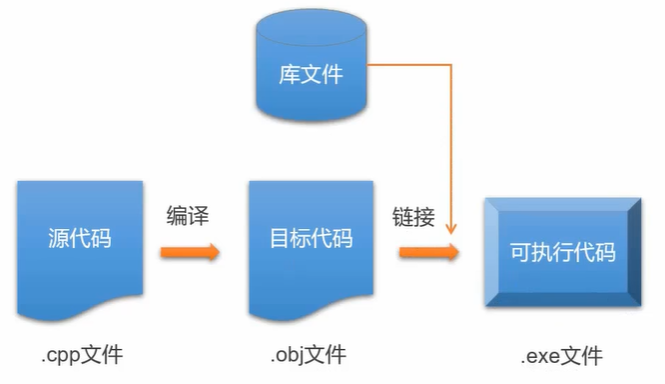 库文件
源代码
编译
目标代码
链接
可执行代码
.cpp文件
.obj文件
.exe文件